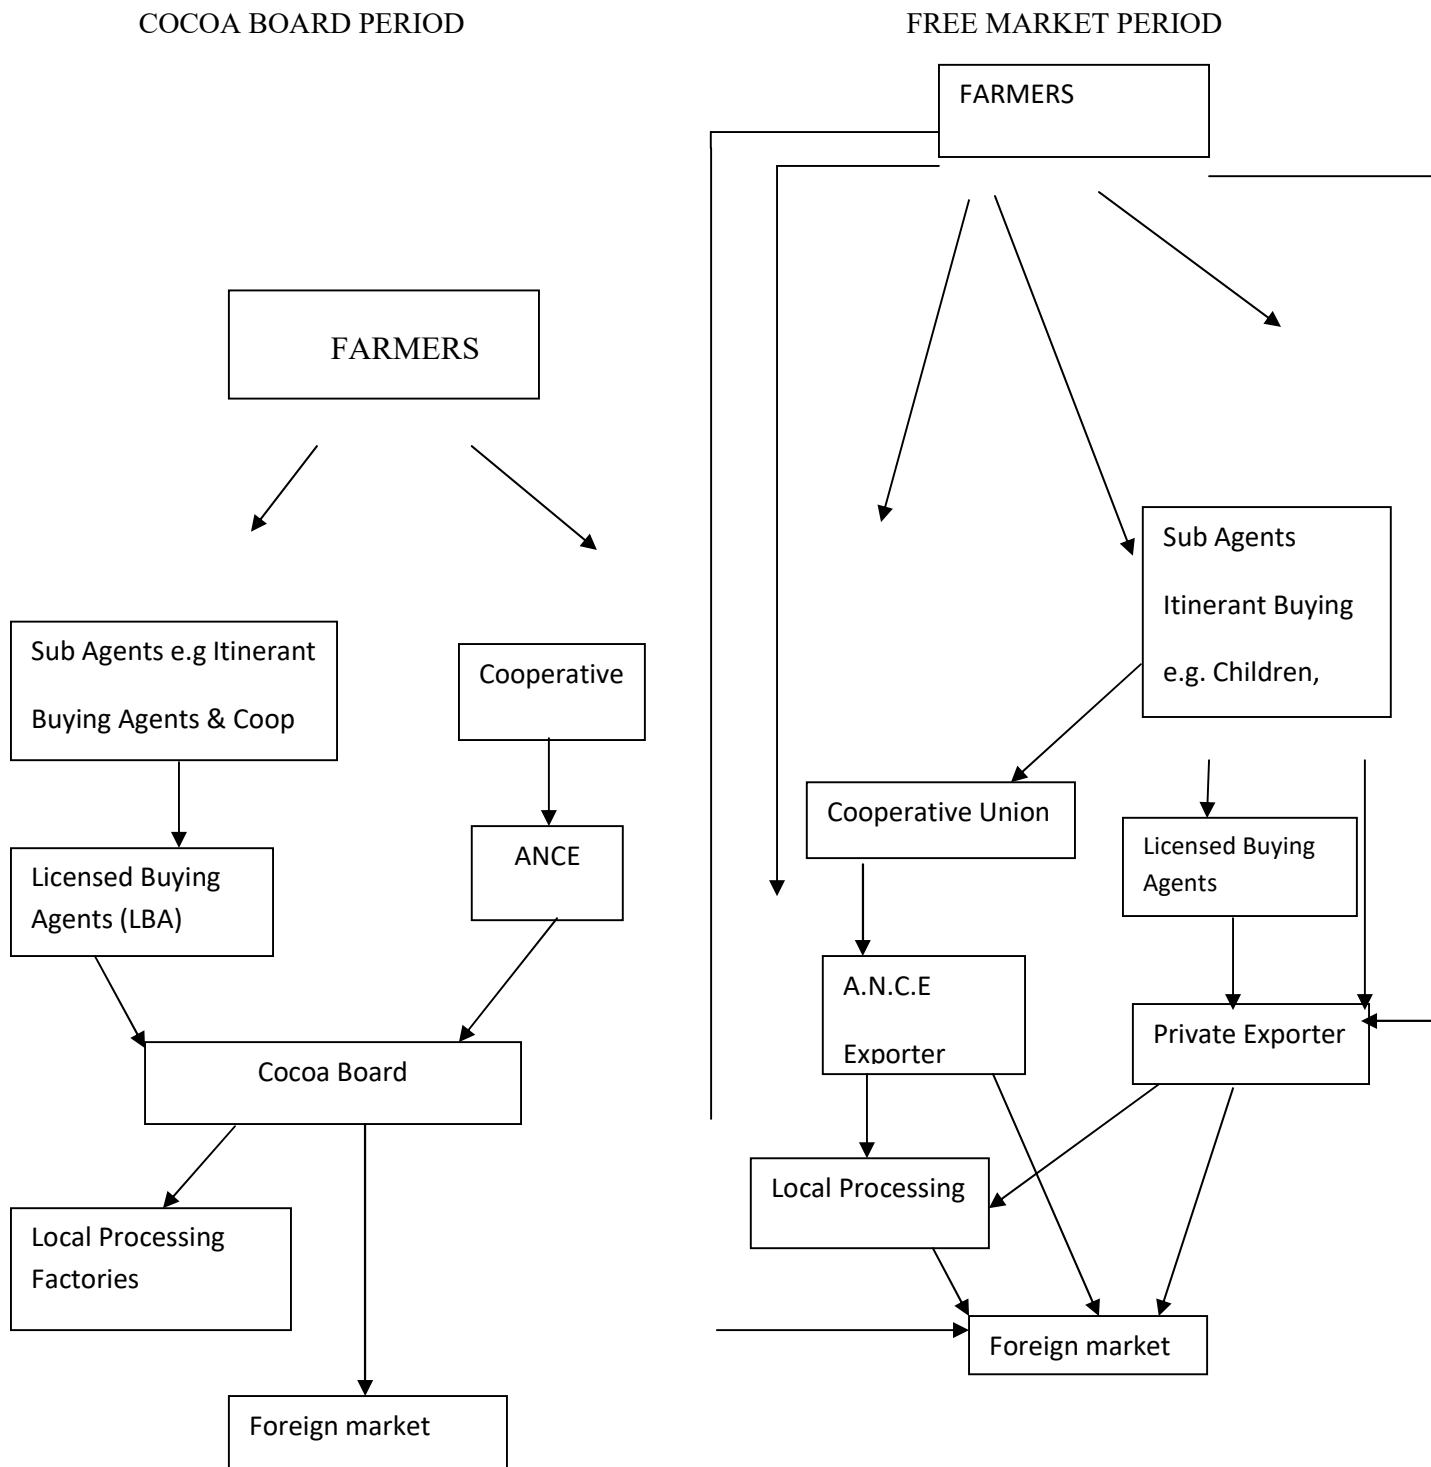 COCOA BOARD PERIOD
FARMERS
Sub Agents e.g Itinerant
Buying Agents & Coop
Cooperative
Licensed Buying
Agents (LBA)
ANCE
Cocoa Board
Local Processing
Factories
Foreign market
FREE MARKET PERIOD
FARMERS
Sub Agents
Itinerant Buying
e.g. Children,
Cooperative Union
Licensed Buying
Agents
A.N.C.E
Exporter
Private Exporter
Local Processing
Foreign market